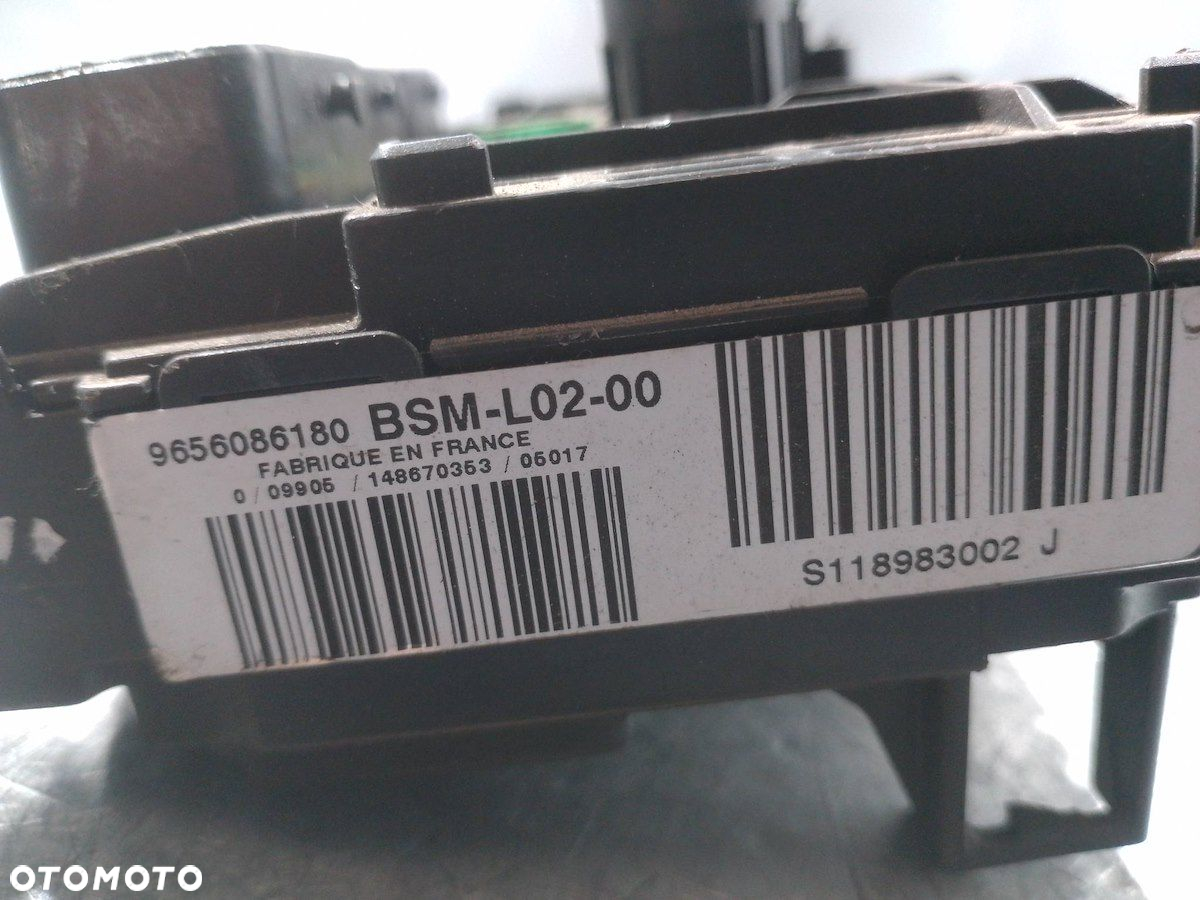 9656086180 BSM-L02-00
FABRIQUE EN FRANCE
0 / 09905 / 148670353 / 05017
S118983002 J
OTOMOTO